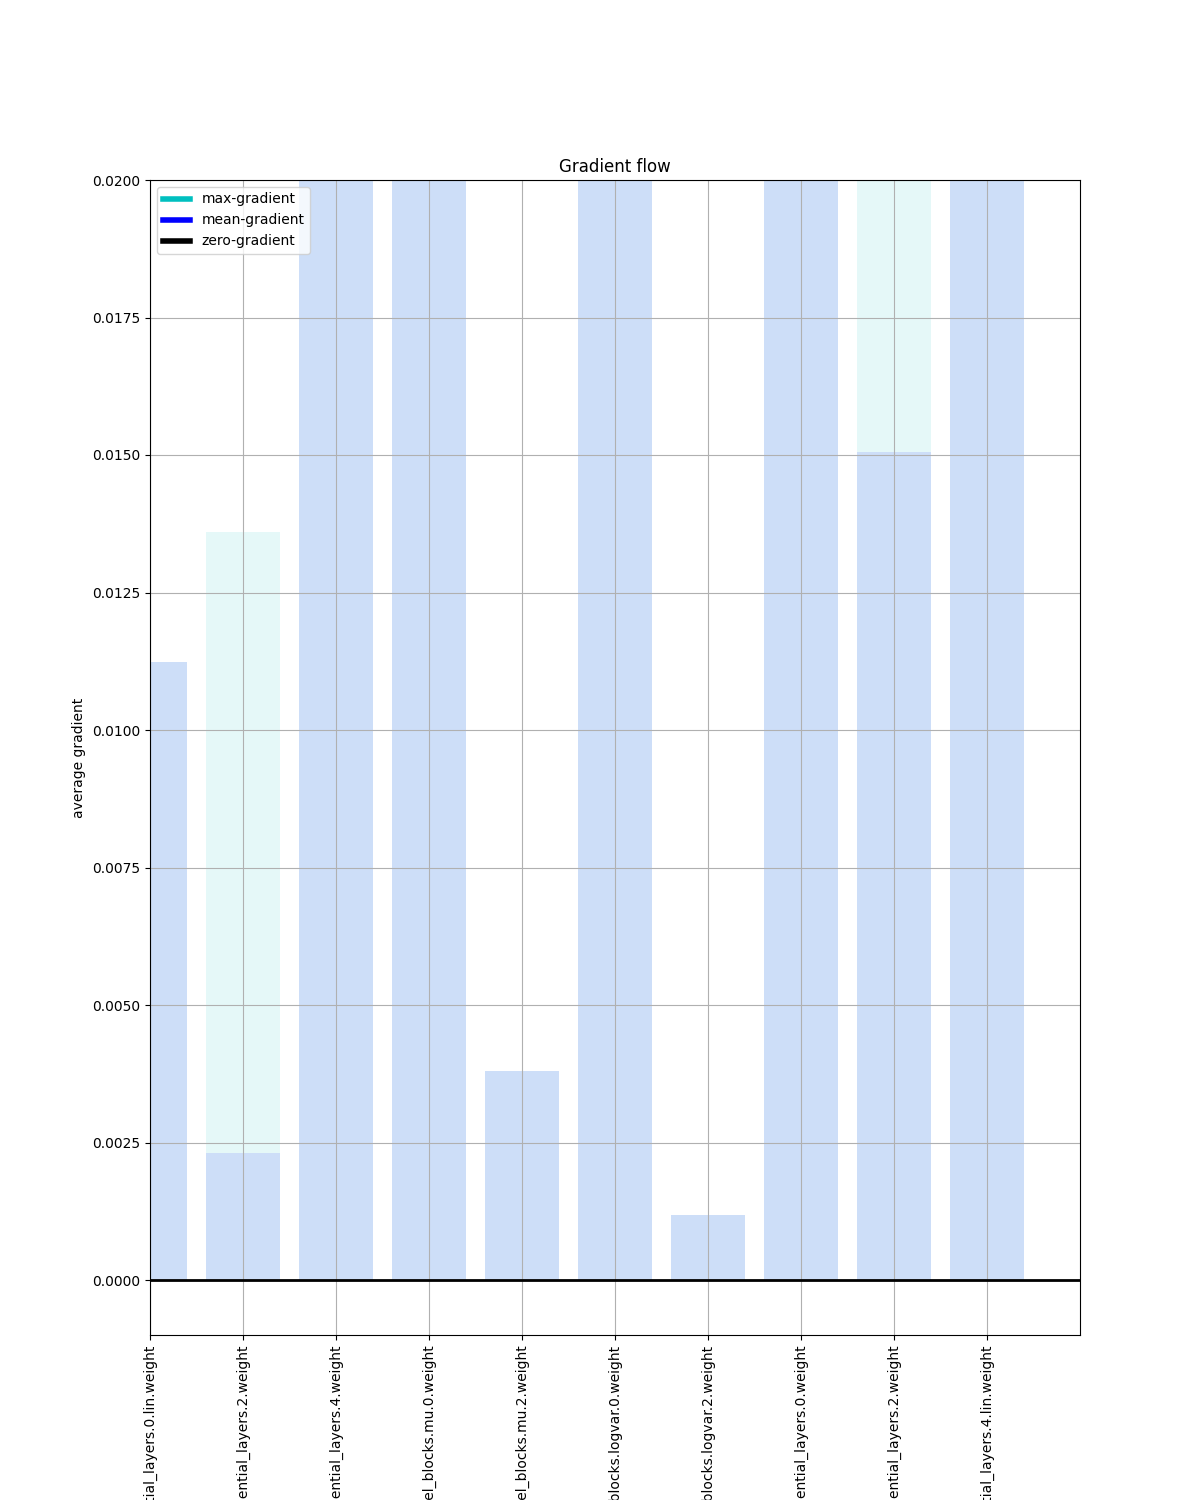 Gradient flow
max-gradient
mean-gradient
zero-gradient
0.0200
0.0175
0.0150
0.0125
0.0100
0.0075
0.0050
0.0025
0.0000
average gradient
tial_layers.0.lin.weight
ential_layers.2.weight
ential_layers.4.weight
el_blocks.mu.0.weight
el_blocks.mu.2.weight
blocks.logvar.0.weight
blocks.logvar.2.weight
ential_layers.0.weight
ential_layers.2.weight
tial_layers.4.lin.weight